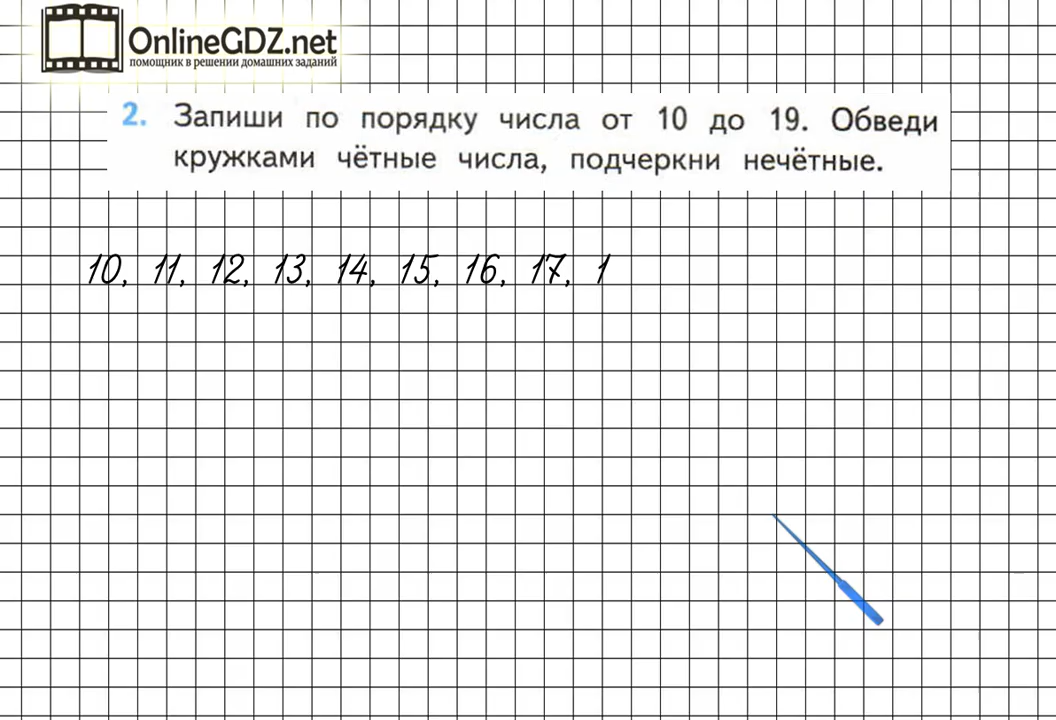 OnlineGDZ.net
помощник в решении домашних заданий
2. Запиши по порядку числа от 10 до 19. Обведи
кружками чётные числа, подчеркни нечётные.
10, 11, 12, 13, 14, 15, 16, 17, 1